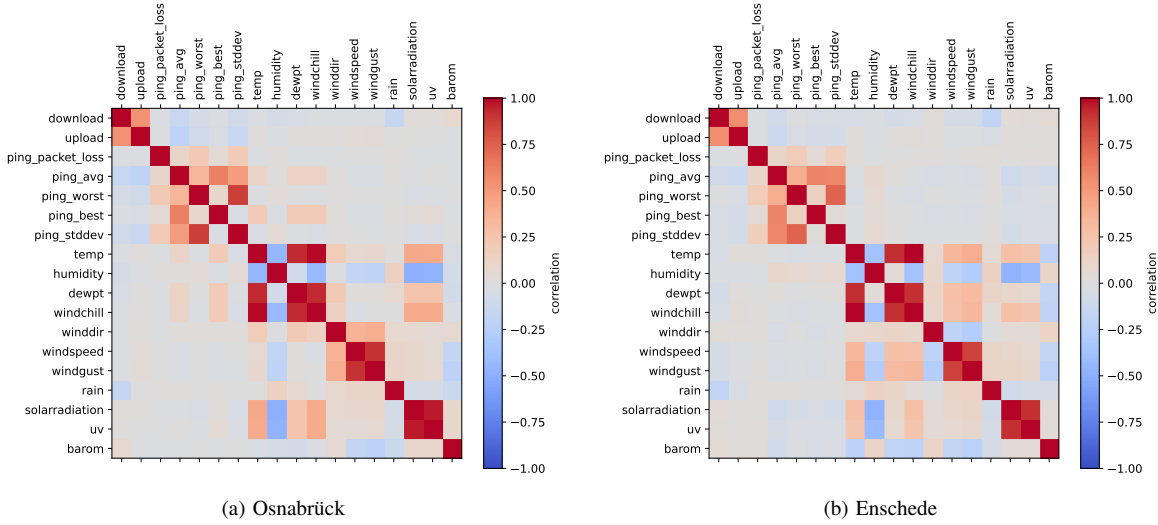 download
upload
ping_packet_loss
ping_avg
ping_worst
ping_best
ping_stddev
temp
humidity
dewpt
windchill
winddir
windspeed
windgust
rain
solarradiation
uv
barom
download
upload
ping_packet_loss
ping_avg
ping_worst
ping_best
ping_stddev
temp
humidity
dewpt
windchill
winddir
windspeed
windgust
rain
solarradiation
uv
barom
1.00
0.75
0.50
0.25
0.00
−0.25
−0.50
−0.75
−1.00
correlation
(a) Osnabrück
download
upload
ping_packet_loss
ping_avg
ping_worst
ping_best
ping_stddev
temp
humidity
dewpt
windchill
winddir
windspeed
windgust
rain
solarradiation
uv
barom
download
upload
ping_packet_loss
ping_avg
ping_worst
ping_best
ping_stddev
temp
humidity
dewpt
windchill
winddir
windspeed
windgust
rain
solarradiation
uv
barom
1.00
0.75
0.50
0.25
0.00
−0.25
−0.50
−0.75
−1.00
correlation
(b) Enschede